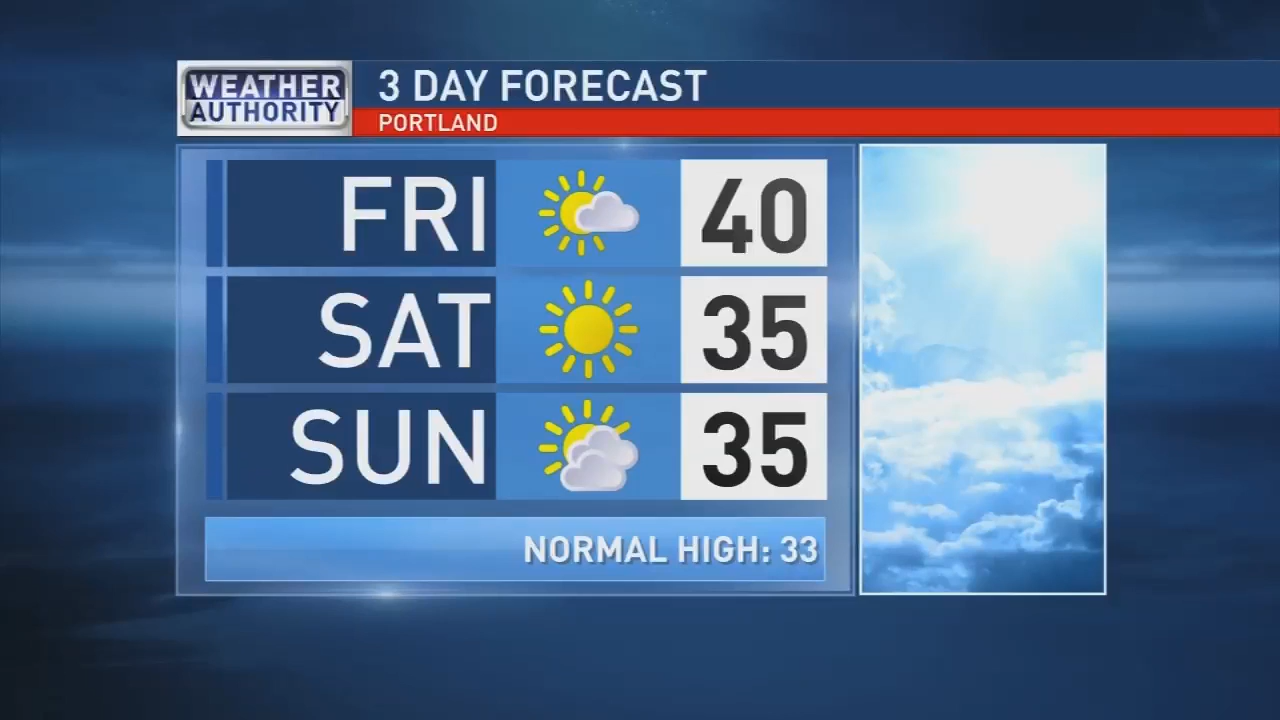 WEATHER
AUTHORITY
3 DAY FORECAST
PORTLAND
FRI 40
SAT 35
SUN 35
NORMAL HIGH: 33